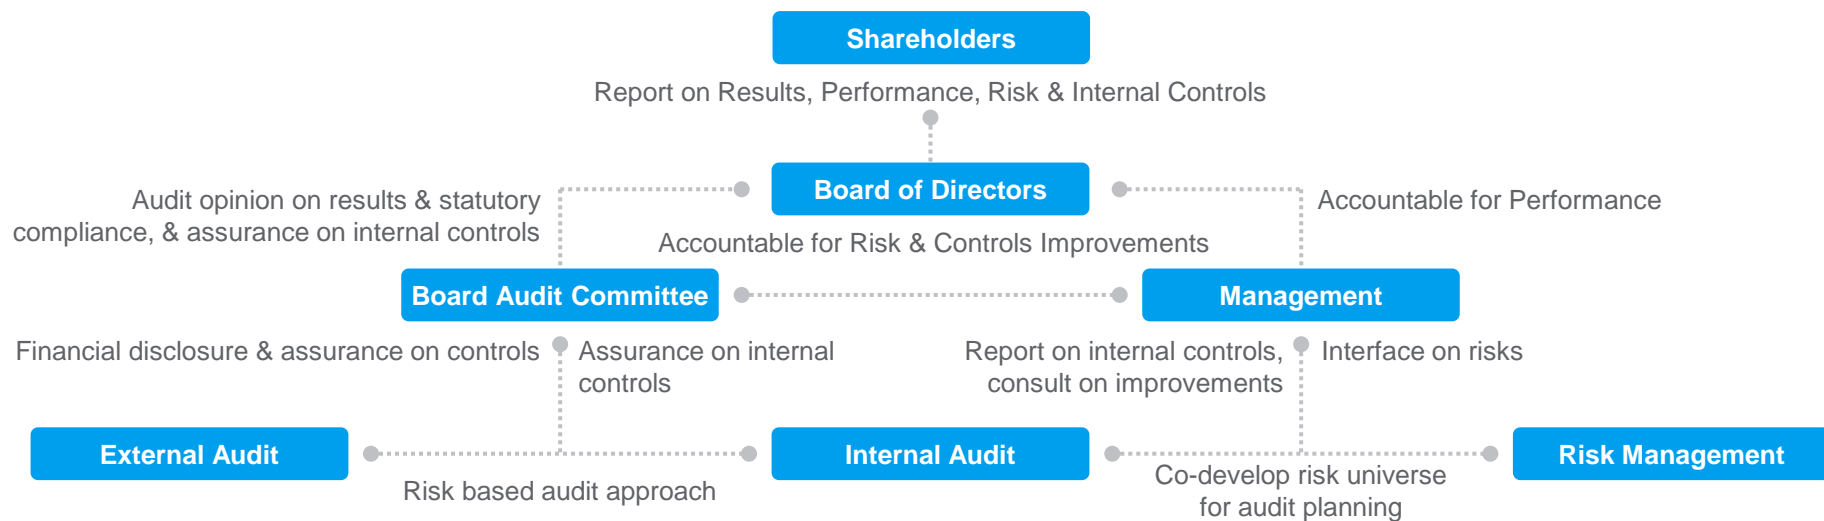 Shareholders
Report on Results, Performance, Risk & Internal Controls
Board of Directors
Audit opinion on results & statutory
compliance, & assurance on internal controls
Accountable for Performance
Accountable for Risk & Controls Improvements
Board Audit Committee
Management
Financial disclosure & assurance on controls
Assurance on internal
controls
Report on internal controls,
consult on improvements
Interface on risks
External Audit
Internal Audit
Risk Management
Risk based audit approach
Co-develop risk universe
for audit planning